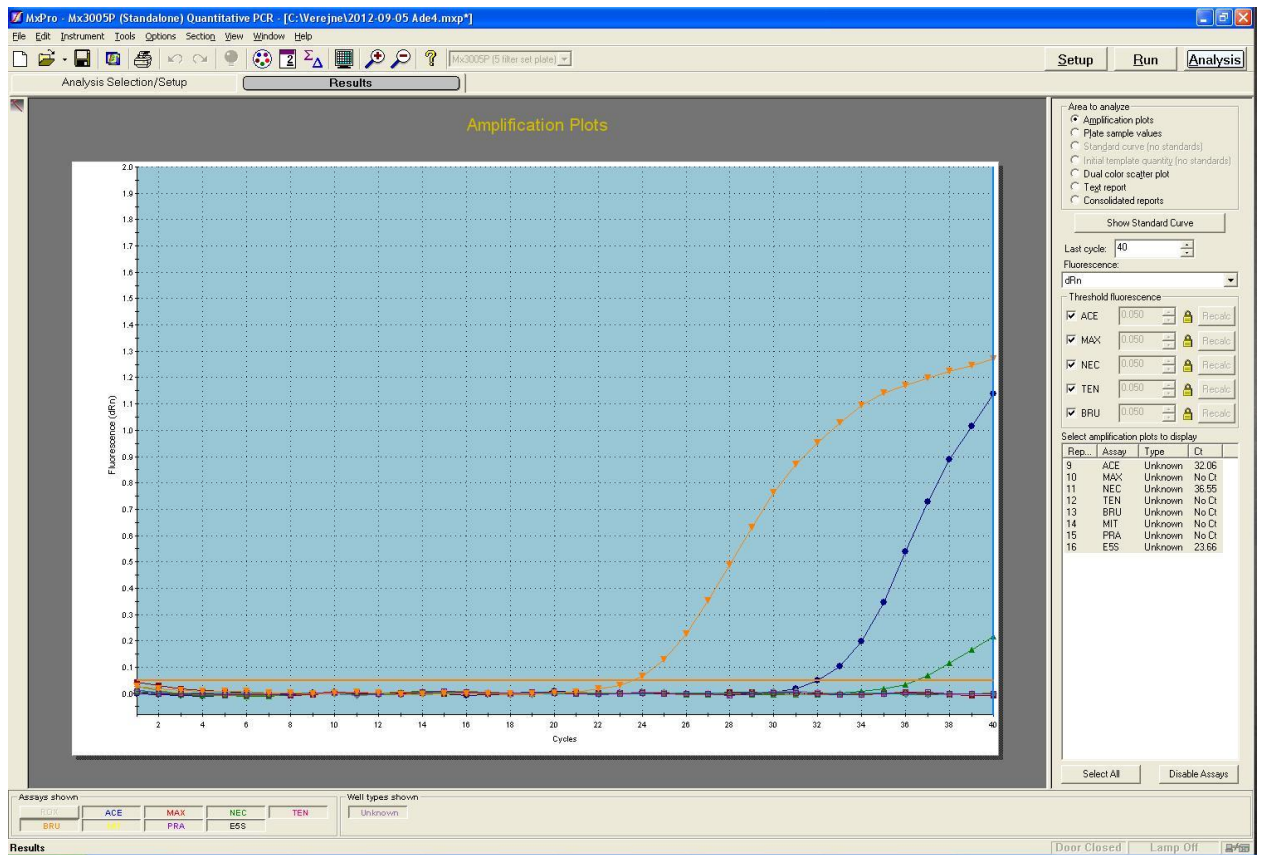 MxPro - Mx3005P (Standalone) Quantitative PCR - [C:\Verejne\2012-09-05 Ade4.mxp*]
File Edit Instrument Tools Options Section View Window Help
Mx3005P (5 filter set plate)
Setup Run Analysis
Analysis Selection/Setup Results
Amplification Plots
2.0
1.9
1.8
1.7
1.6
1.5
1.4
1.3
1.2
1.1
1.0
0.9
0.8
0.7
0.6
0.5
0.4
0.3
0.2
0.1
0.0
Fluorescence (dRn)
2 4 6 8 10 12 14 16 18 20 22 24 26 28 30 32 34 36 38 40
Cycles
Area to analyze
Amplification plots
Plate sample values
Standard curve (no standards)
Initial template quantity (no standards)
Dual color scatter plot
Text report
Consolidated reports
Show Standard Curve
Last cycle: 40
Fluorescence:
dRn
Threshold fluorescence
ACE 0.050 Recalc
MAX 0.050 Recalc
NEC 0.050 Recalc
TEN 0.050 Recalc
BRU 0.050 Recalc
Select amplification plots to display
Rep... Assay Type Ct
9 ACE Unknown 32.06
10 MAX Unknown No Ct
11 NEC Unknown 36.55
12 TEN Unknown No Ct
13 BRU Unknown No Ct
14 MIT Unknown No Ct
15 PRA Unknown No Ct
16 E5S Unknown 23.66
Select All Disable Assays
Assays shown
ROX ACE MAX NEC TEN
BRU MIT PRA E5S
Well types shown
Unknown
Results
Door Closed Lamp Off